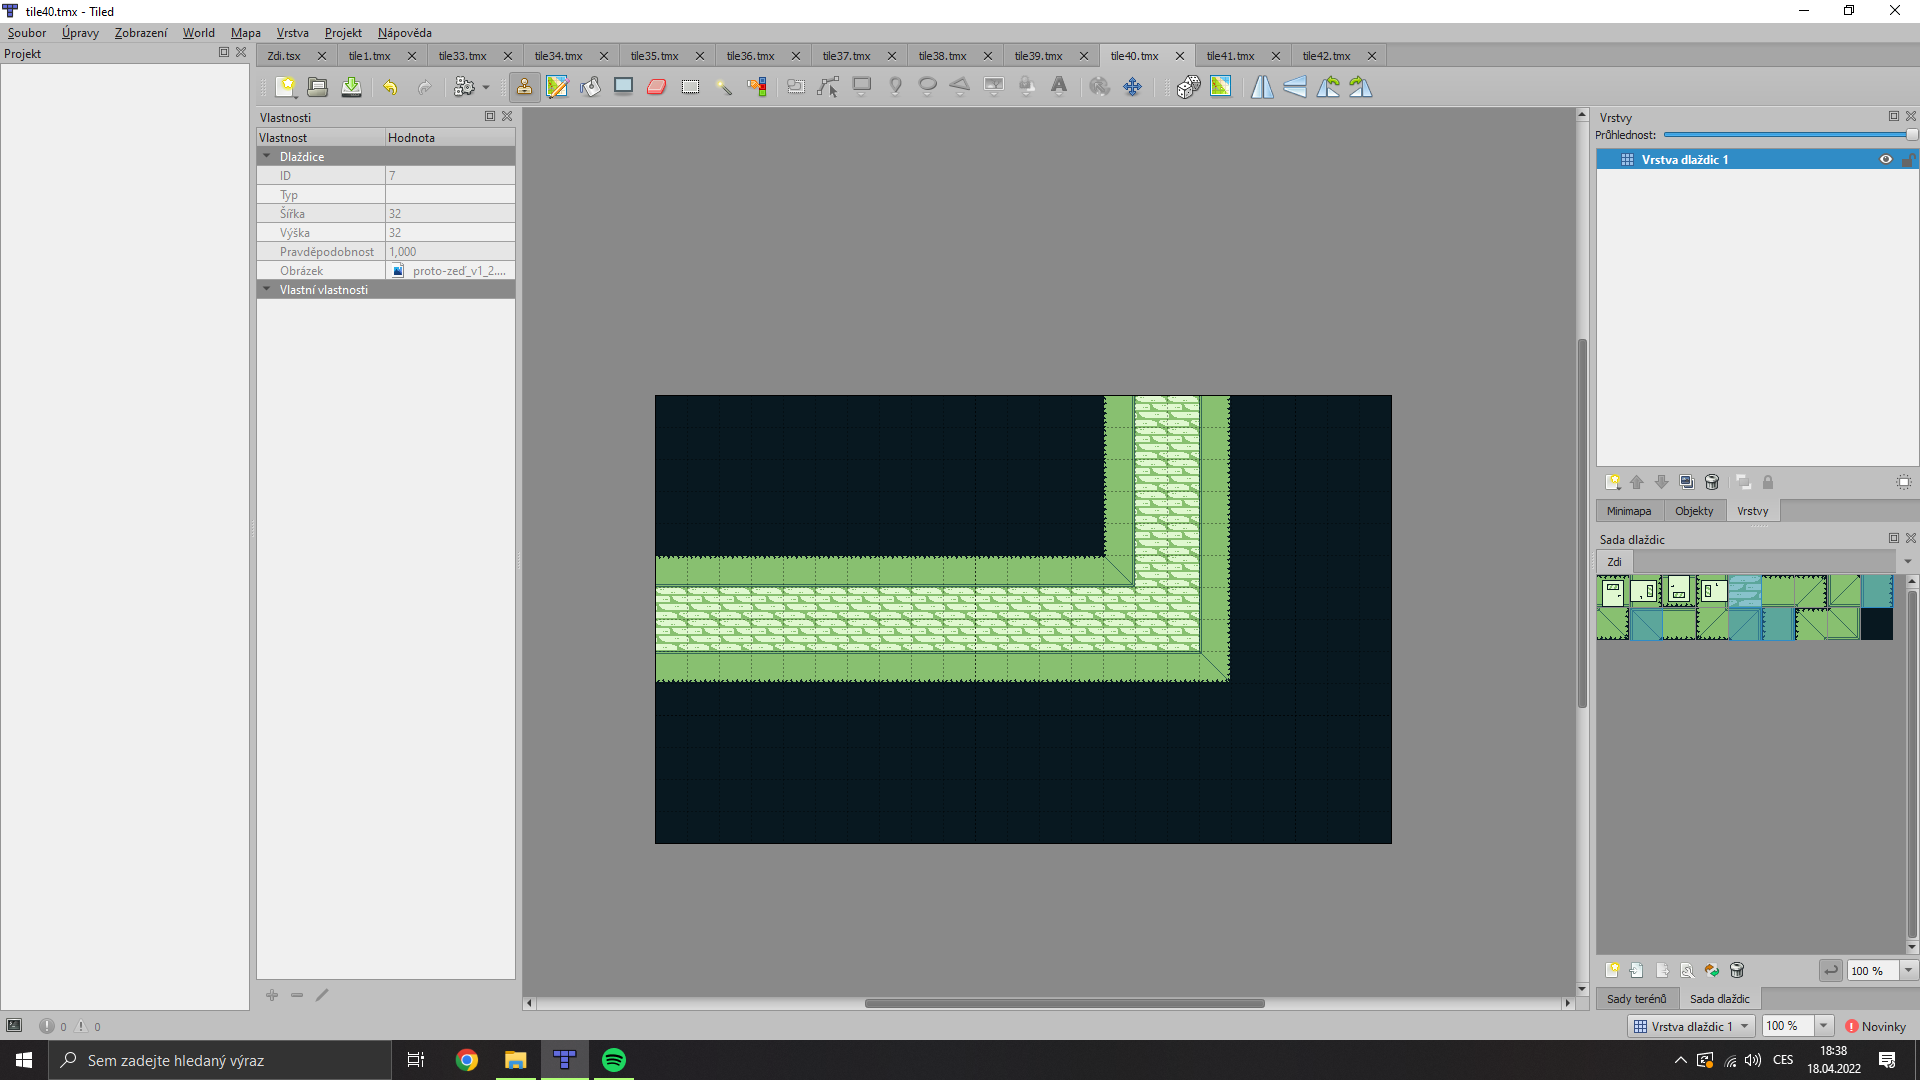 tile40.tmx - Tiled
Soubor Úpravy Zobrazení World Mapa Vrstva Projekt Nápověda
Projekt
Zdi.tsx tile1.tmx tile33.tmx tile34.tmx tile35.tmx tile36.tmx tile37.tmx tile38.tmx tile39.tmx tile40.tmx tile41.tmx tile42.tmx
Vlastnosti
Vlastnost Hodnota
Dlaždice
ID 7
Typ
Šířka 32
Výška 32
Pravděpodobnost 1,000
Obrázek proto-zeď_v1_2....
Vlastní vlastnosti
Vrstvy
Průhlednost:
Vrstva dlaždic 1
Minimapa Objekty Vrstvy
Sada dlaždic
Zdi
100 %
Sady terénů Sada dlaždic
0 0
Vrstva dlaždic 1 100 % Novinky
Sem zadejte hledaný výraz
CES
18:38
18.04.2022